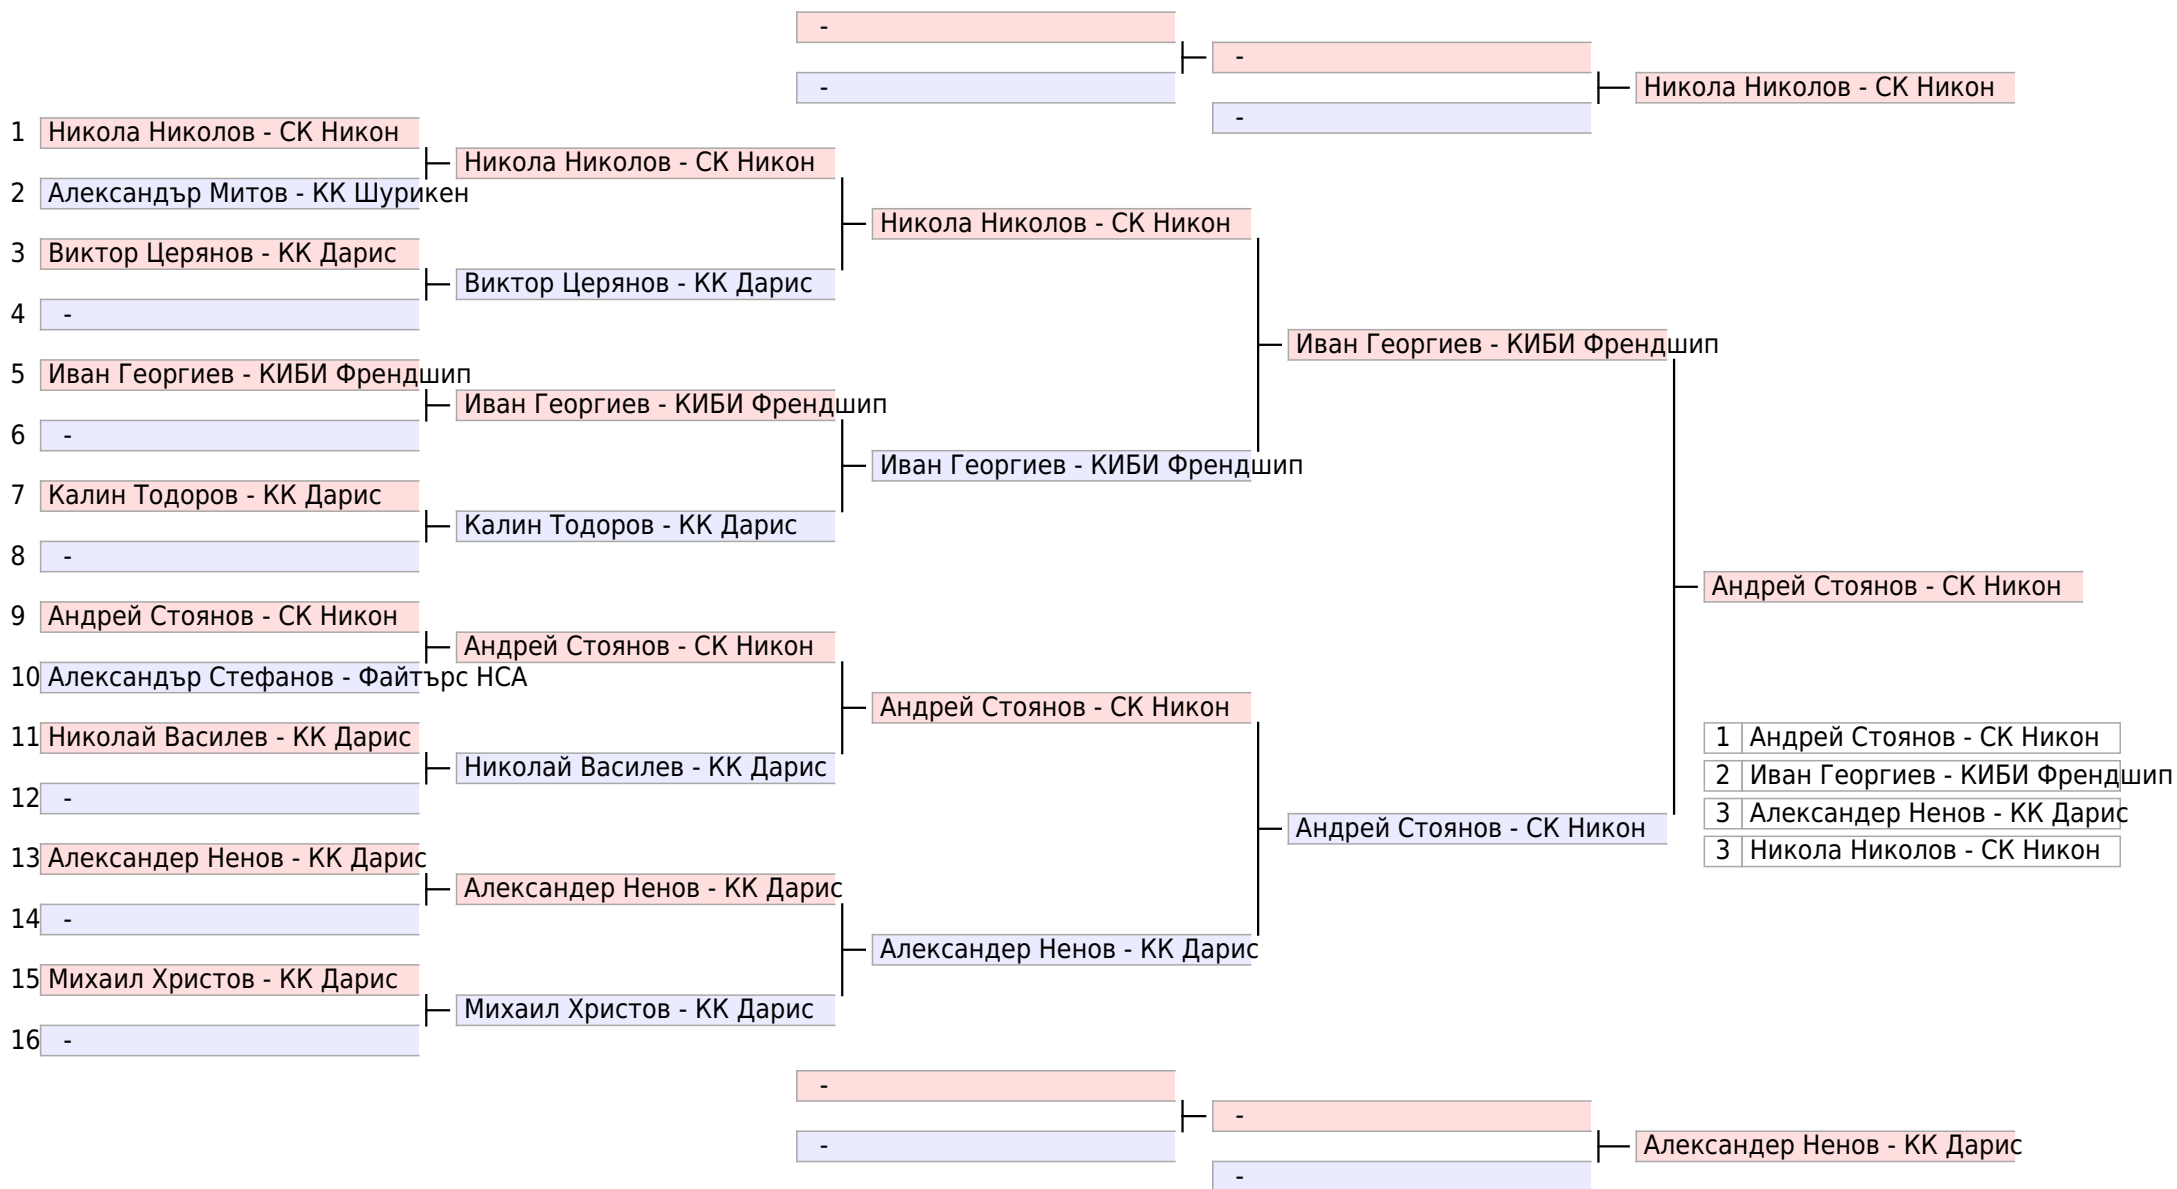 -
-
-
-
Никола Николов - СК Никон
1 Никола Николов - СК Никон
2 Александър Митов - КК Шурикен
3 Виктор Церянов - КК Дарис
4 -
5 Иван Георгиев - КИБИ Френдшип
6 -
7 Калин Тодоров - КК Дарис
8 -
9 Андрей Стоянов - СК Никон
10 Александър Стефанов - Файтърс НСА
11 Николай Василев - КК Дарис
12 -
13 Александер Ненов - КК Дарис
14 -
15 Михаил Христов - КК Дарис
16 -
Никола Николов - СК Никон
Виктор Церянов - КК Дарис
Иван Георгиев - КИБИ Френдшип
Калин Тодоров - КК Дарис
Андрей Стоянов - СК Никон
Николай Василев - КК Дарис
Александер Ненов - КК Дарис
Михаил Христов - КК Дарис
Никола Николов - СК Никон
Иван Георгиев - КИБИ Френдшип
Андрей Стоянов - СК Никон
Александер Ненов - КК Дарис
Иван Георгиев - КИБИ Френдшип
Андрей Стоянов - СК Никон
Андрей Стоянов - СК Никон
1 Андрей Стоянов - СК Никон
2 Иван Георгиев - КИБИ Френдшип
3 Александер Ненов - КК Дарис
3 Никола Николов - СК Никон
-
-
-
-
Александер Ненов - КК Дарис